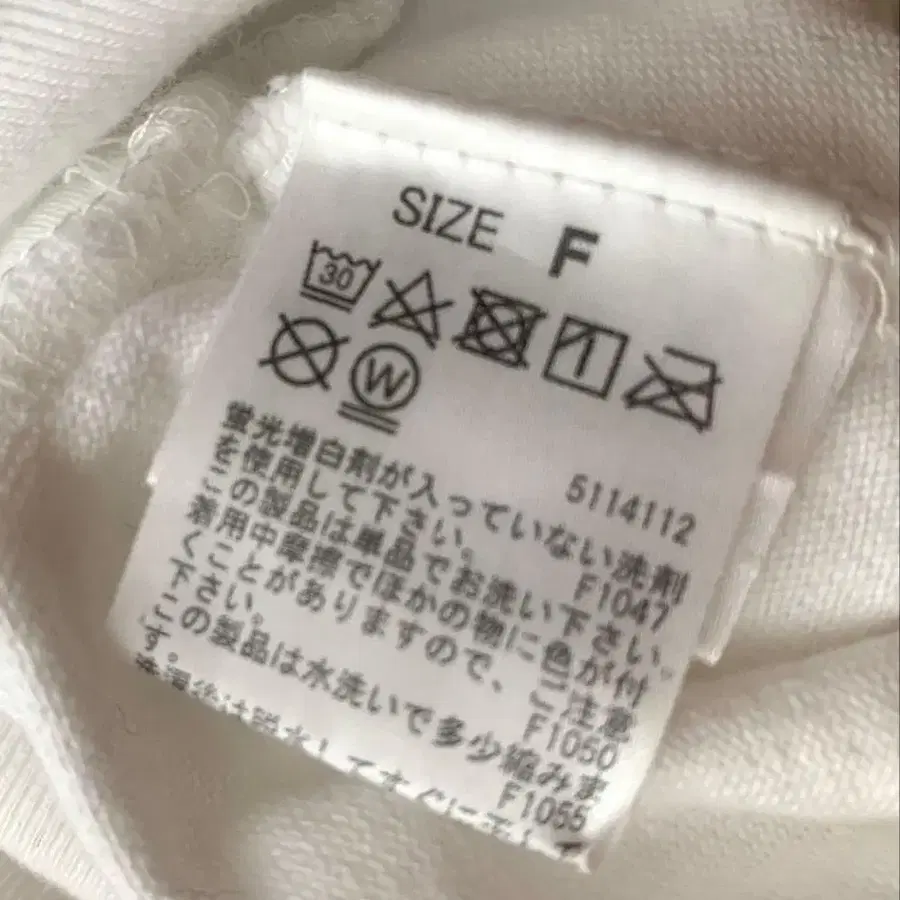 SIZE F
30
W
5114112
蛍光増白剤が入っていない洗剤
を使用して下さい。 F1047
この製品は単品でお洗い下さい。
着用中摩擦でほかの物に色が付
くことがありますので、ご注意
下さい。 F1050
この製品は水洗いで多少縮みま
す。 F1055